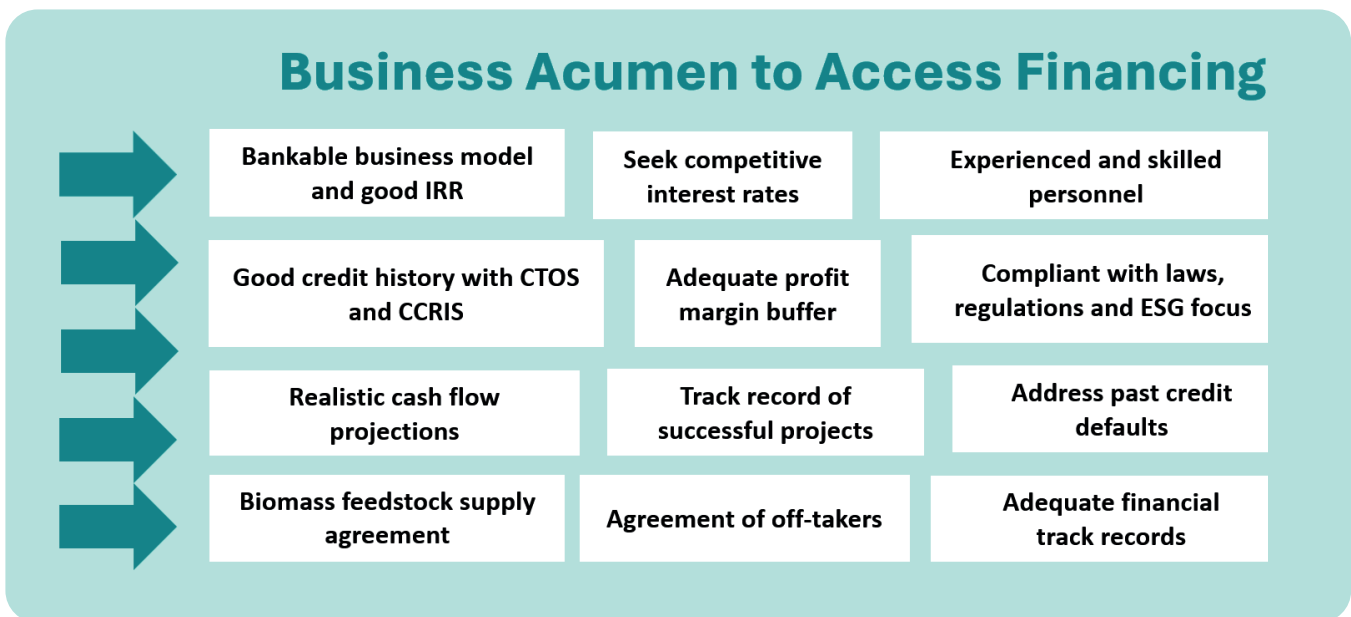 Business Acumen to Access Financing
Bankable business model
and good IRR
Seek competitive
interest rates
Experienced and skilled
personnel
Good credit history with CTOS
and CCRIS
Adequate profit
margin buffer
Compliant with laws,
regulations and ESG focus
Realistic cash flow
projections
Track record of
successful projects
Address past credit
defaults
Biomass feedstock supply
agreement
Agreement of off-takers
Adequate financial
track records